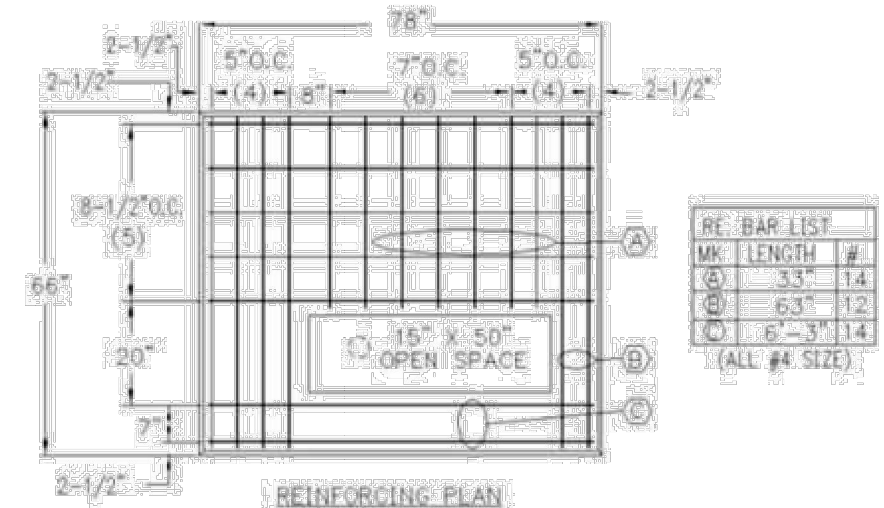 78"
2-1/2"
5"O.C.
7"O.C.
5"O.C.
2-1/2"
(4)
8"
(6)
(4)
2-1/2"
8-1/2"O.C.
(5)
A
66"
15" X 50"
OPEN SPACE
20"
B
C
7"
2-1/2"
REINFORCING PLAN
RE. BAR LIST
MK LENGTH #
A 33" 14
B 63" 12
C 6'-3" 14
(ALL #4 SIZE)